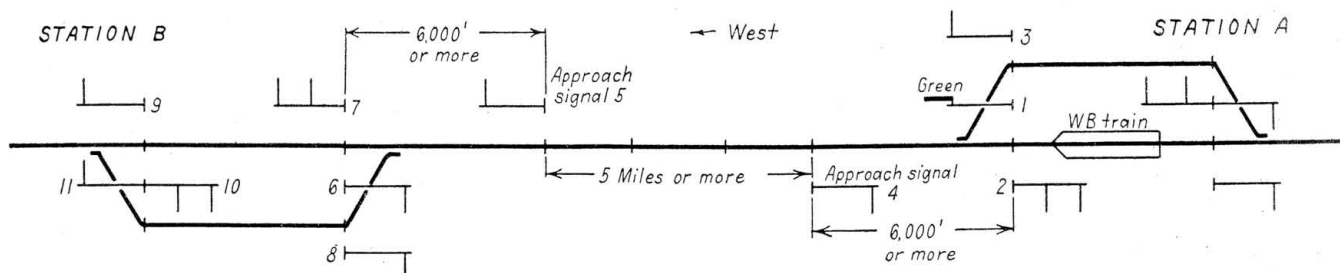 STATION B
6,000'
or more
← West
3
STATION A
Approach
signal 5
Green
9
7
1
WB train
11
10
6
5 Miles or more
Approach signal
4
2
8
6,000'
or more